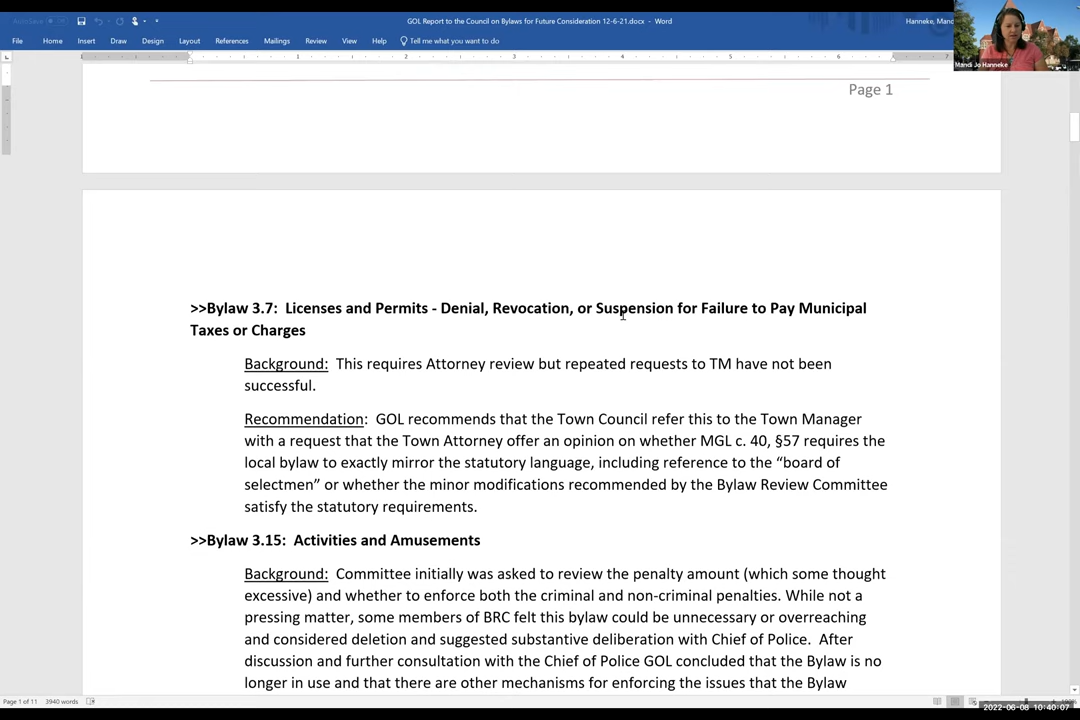 AutoSave
GOL Report to the Council on Bylaws for Future Consideration 12-6-21.docx - Word
Hanneke, Mand
File Home Insert Draw Design Layout References Mailings Review View Help Tell me what you want to do
Mandi Jo Hanneke
1 2 3 4 5 6 7
Page 1
>>Bylaw 3.7: Licenses and Permits - Denial, Revocation, or Suspension for Failure to Pay Municipal
Taxes or Charges
Background: This requires Attorney review but repeated requests to TM have not been
successful.
Recommendation: GOL recommends that the Town Council refer this to the Town Manager
with a request that the Town Attorney offer an opinion on whether MGL c. 40, §57 requires the
local bylaw to exactly mirror the statutory language, including reference to the “board of
selectmen” or whether the minor modifications recommended by the Bylaw Review Committee
satisfy the statutory requirements.
>>Bylaw 3.15: Activities and Amusements
Background: Committee initially was asked to review the penalty amount (which some thought
excessive) and whether to enforce both the criminal and non-criminal penalties. While not a
pressing matter, some members of BRC felt this bylaw could be unnecessary or overreaching
and considered deletion and suggested substantive deliberation with Chief of Police. After
discussion and further consultation with the Chief of Police GOL concluded that the Bylaw is no
longer in use and that there are other mechanisms for enforcing the issues that the Bylaw
Page 1 of 11 3940 words
2022-06-08 10:40:07